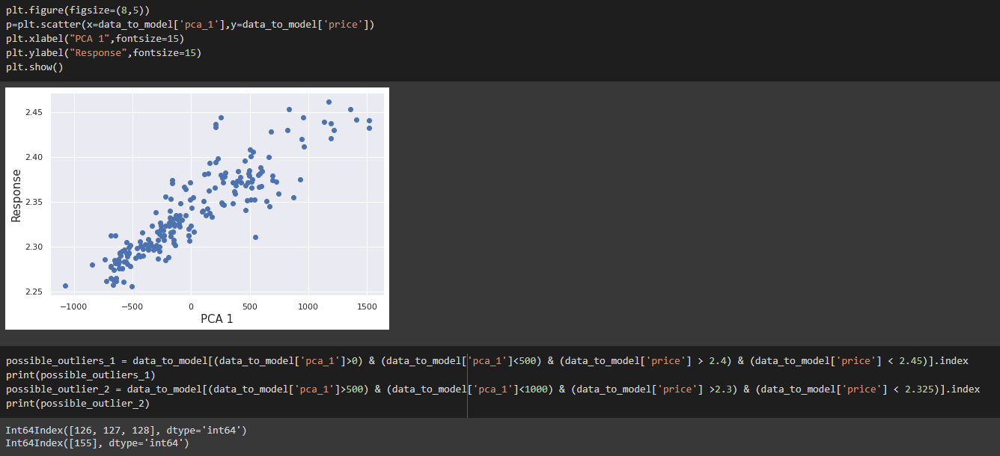 plt.figure(figsize=(8,5))
p=plt.scatter(x=data_to_model['pca_1'],y=data_to_model['price'])
plt.xlabel("PCA 1",fontsize=15)
plt.ylabel("Response",fontsize=15)
plt.show()
2.45
2.40
2.35
2.30
2.25
Response
−1000 −500 0 500 1000 1500
PCA 1
possible_outliers_1 = data_to_model[(data_to_model['pca_1']>0) & (data_to_model['pca_1']<500) & (data_to_model['price'] > 2.4) & (data_to_model['price'] < 2.45)].index
print(possible_outliers_1)
possible_outlier_2 = data_to_model[(data_to_model['pca_1']>500) & (data_to_model['pca_1']<1000) & (data_to_model['price'] >2.3) & (data_to_model['price'] < 2.325)].index
print(possible_outlier_2)
Int64Index([126, 127, 128], dtype='int64')
Int64Index([155], dtype='int64')